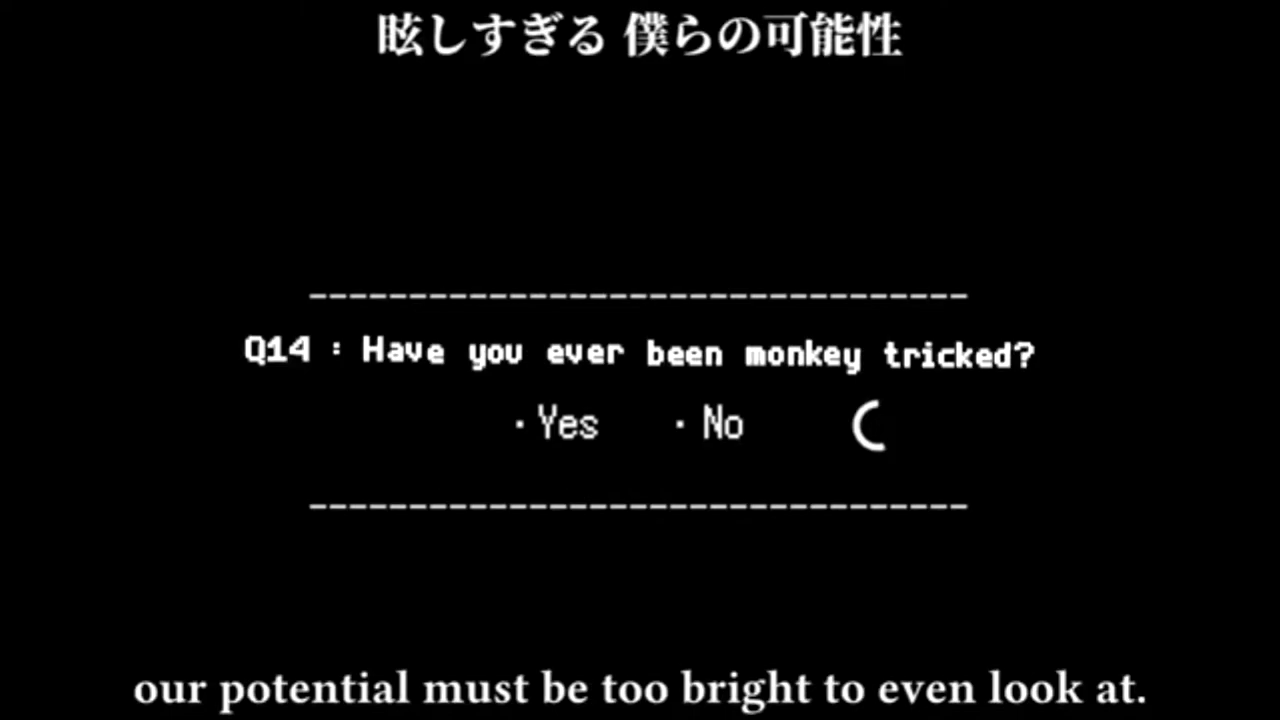 眩しすぎる 僕らの可能性
Q14 : Have you ever been monkey tricked?
・Yes ・No
our potential must be too bright to even look at.